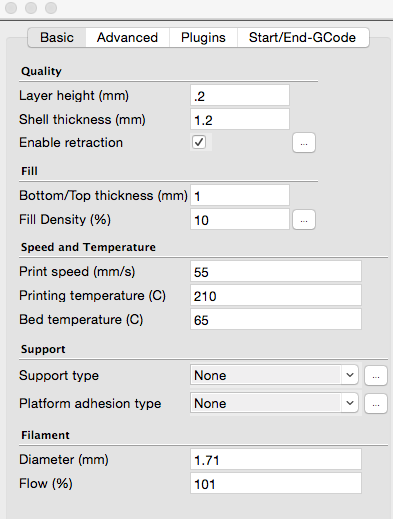 Basic Advanced Plugins Start/End-GCode
Quality
Layer height (mm) .2
Shell thickness (mm) 1.2
Enable retraction ...
Fill
Bottom/Top thickness (mm) 1
Fill Density (%) 10 ...
Speed and Temperature
Print speed (mm/s) 55
Printing temperature (C) 210
Bed temperature (C) 65
Support
Support type None ...
Platform adhesion type None ...
Filament
Diameter (mm) 1.71
Flow (%) 101